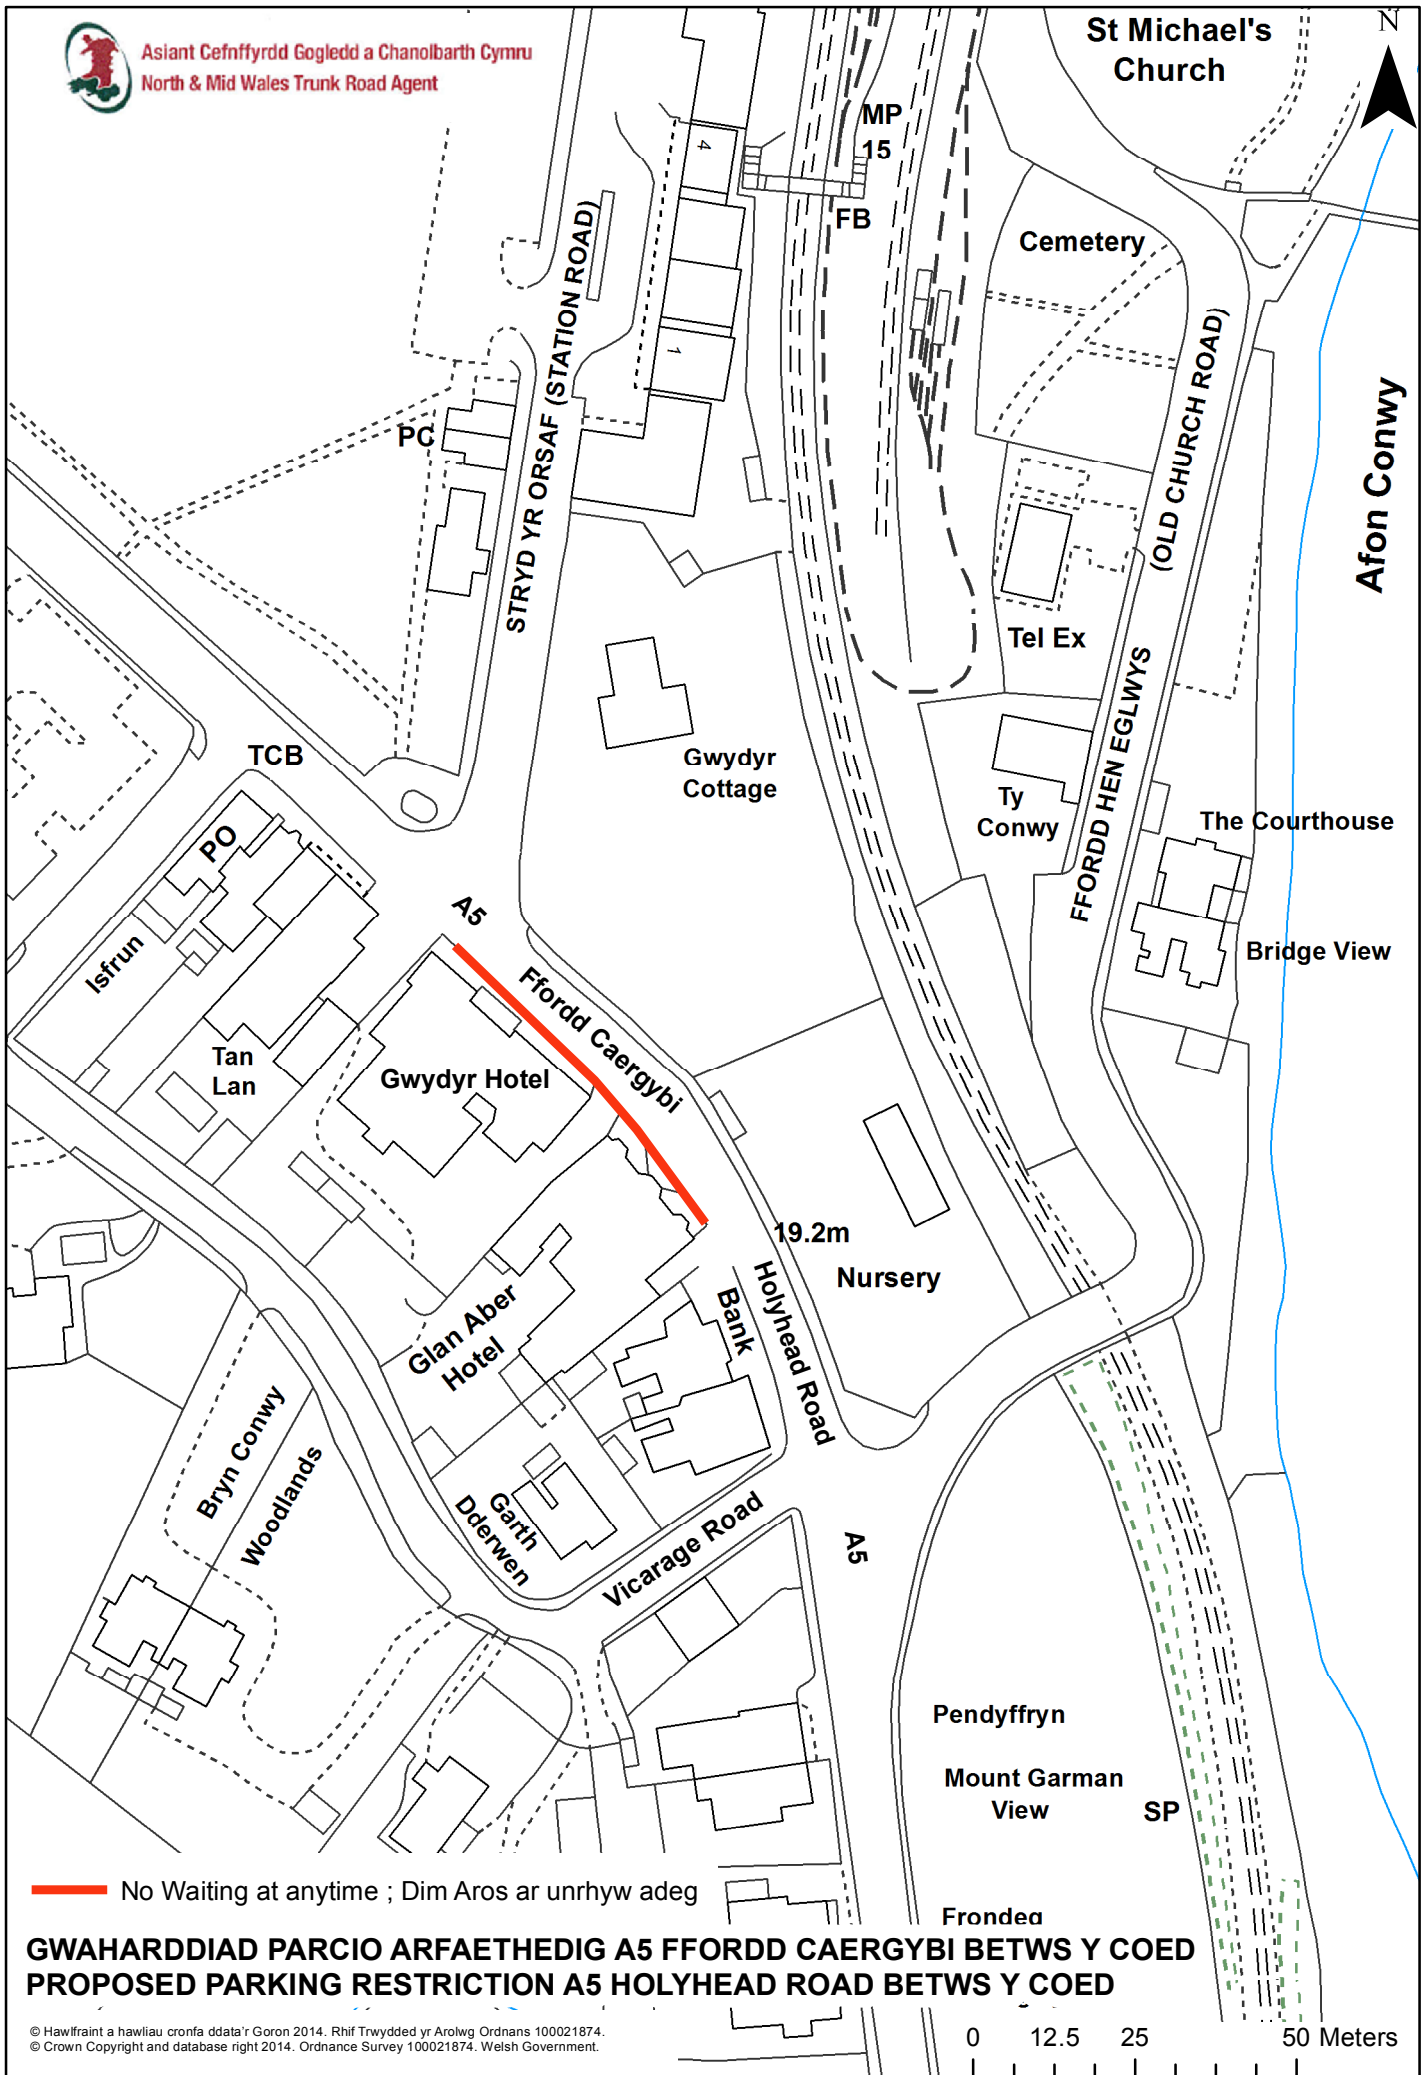 Asiant Cefnffyrdd Gogledd a Chanolbarth Cymru
North & Mid Wales Trunk Road Agent
N
St Michael's
Church
MP
15
FB
4
1
Cemetery
STRYD YR ORSAF (STATION ROAD)
PC
(OLD CHURCH ROAD)
FFORDD HEN EGLWYS
Afon Conwy
Tel Ex
TCB
Gwydyr
Cottage
Ty
Conwy
The Courthouse
PO
A5
Isfrun
Bridge View
Ffordd Caergybi
Tan
Lan
Gwydyr Hotel
19.2m
Nursery
Glan Aber
Hotel
Bank
Holyhead Road
Bryn Conwy
Woodlands
Garth
Dderwen
Vicarage Road
A5
Pendyffryn
Mount Garman
View
SP
Frondeg
No Waiting at anytime ; Dim Aros ar unrhyw adeg
GWAHARDDIAD PARCIO ARFAETHEDIG A5 FFORDD CAERGYBI BETWS Y COED
PROPOSED PARKING RESTRICTION A5 HOLYHEAD ROAD BETWS Y COED
© Hawlfraint a hawliau cronfa ddata'r Goron 2014. Rhif Trwydded yr Arolwg Ordnans 100021874.
© Crown Copyright and database right 2014. Ordnance Survey 100021874. Welsh Government.
0 12.5 25 50 Meters